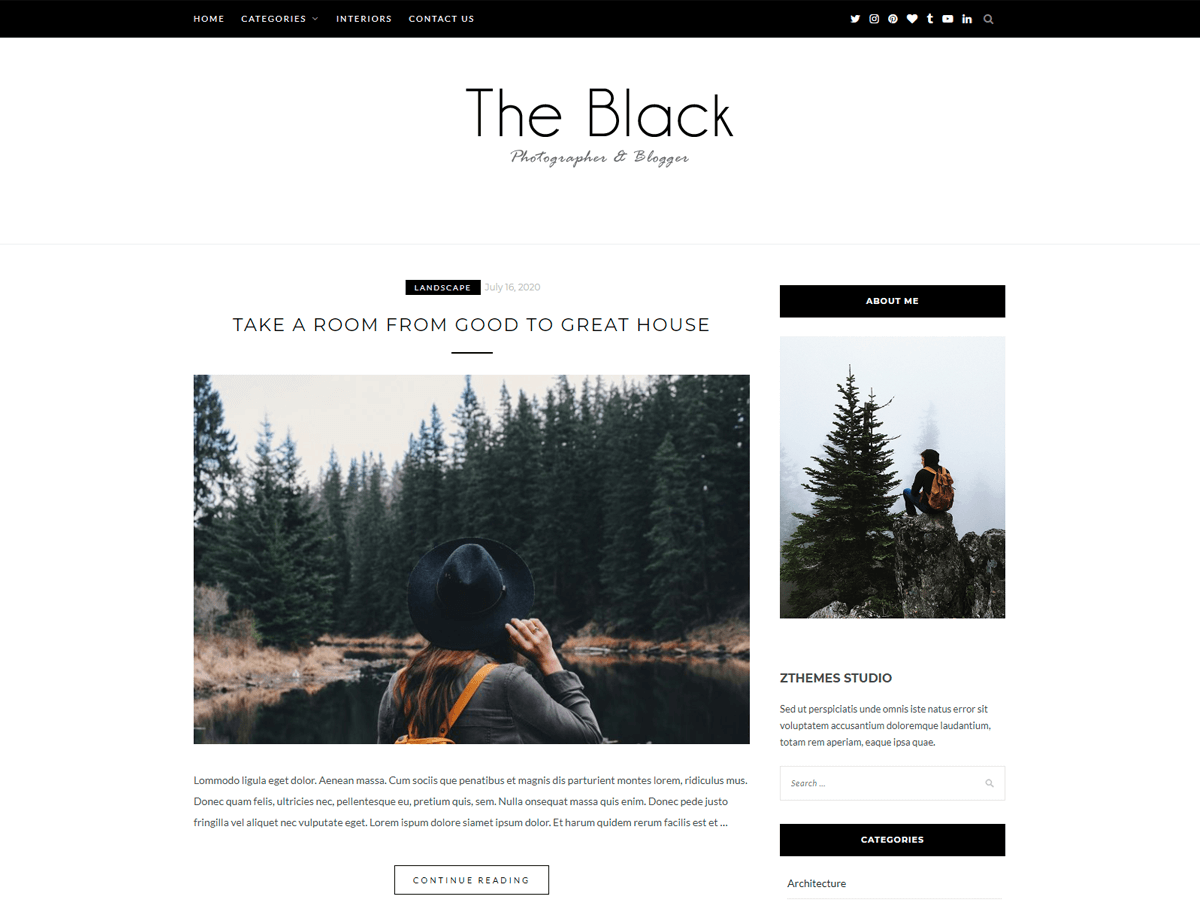 HOME CATEGORIES INTERIORS CONTACT US
The Black
Photographer & Blogger
LANDSCAPE July 16, 2020
TAKE A ROOM FROM GOOD TO GREAT HOUSE
Lommodo ligula eget dolor. Aenean massa. Cum sociis que penatibus et magnis dis parturient montes lorem, ridiculus mus.
Donec quam felis, ultricies nec, pellentesque eu, pretium quis, sem. Nulla onsequat massa quis enim. Donec pede justo
fringilla vel aliquet nec vulputate eget. Lorem ispum dolore siamet ipsum dolor. Et harum quidem rerum facilis est et ...
CONTINUE READING
ABOUT ME
ZTHEMES STUDIO
Sed ut perspiciatis unde omnis iste natus error sit
voluptatem accusantium doloremque laudantium,
totam rem aperiam, eaque ipsa quae.
Search ...
CATEGORIES
Architecture